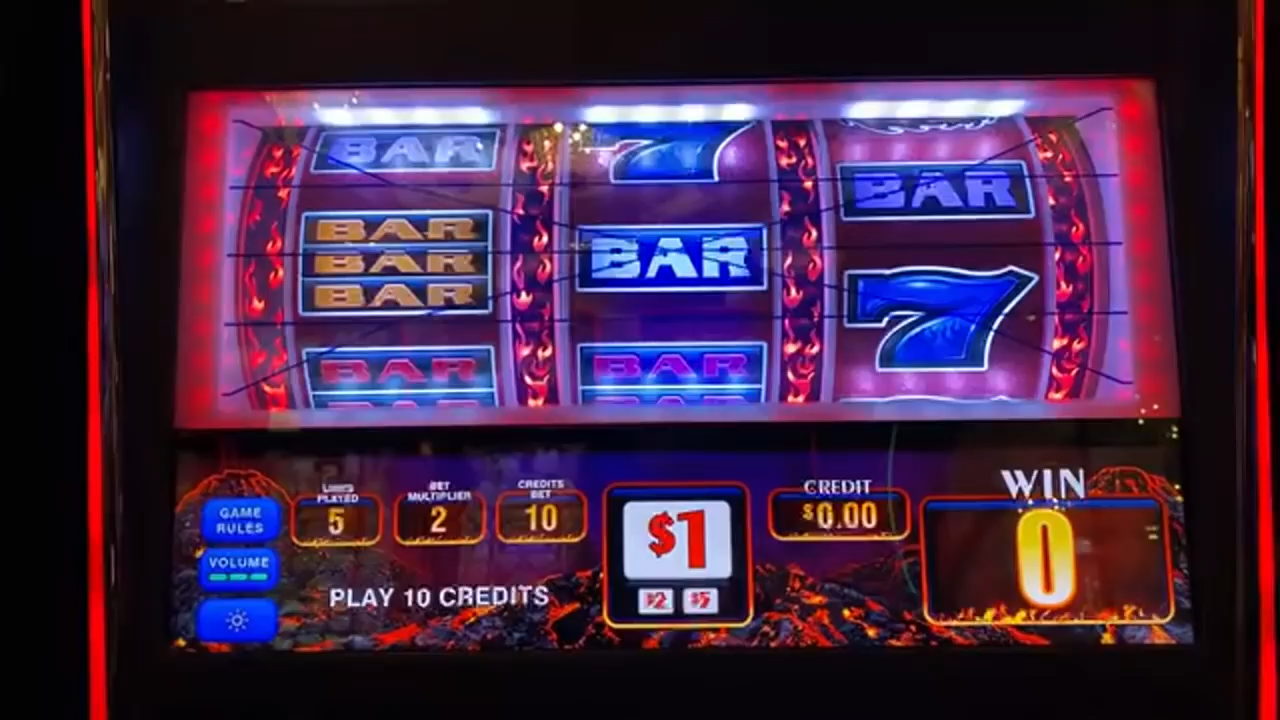 BAR
7
BAR
BAR
BAR
BAR
BAR
7
BAR
BAR
GAME
RULES
VOLUME
LINES
PLAYED
5
BET
MULTIPLIER
2
CREDITS
BET
10
PLAY 10 CREDITS
$1
$2 $5
CREDIT
$0.00
WIN
0